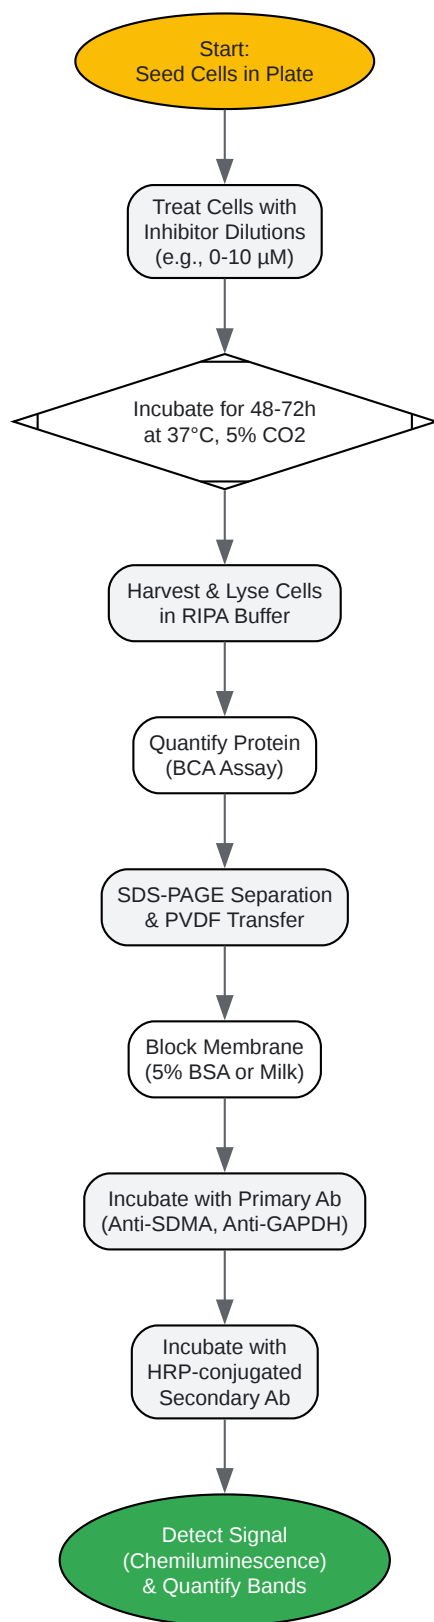 Start:
Seed Cells in Plate
Treat Cells with
Inhibitor Dilutions
(e.g., 0-10 µM)
Incubate for 48-72h
at 37°C, 5% CO2
Harvest & Lyse Cells
in RIPA Buffer
Quantify Protein
(BCA Assay)
SDS-PAGE Separation
& PVDF Transfer
Block Membrane
(5% BSA or Milk)
Incubate with Primary Ab
(Anti-SDMA, Anti-GAPDH)
Incubate with
HRP-conjugated
Secondary Ab
Detect Signal
(Chemiluminescence)
& Quantify Bands